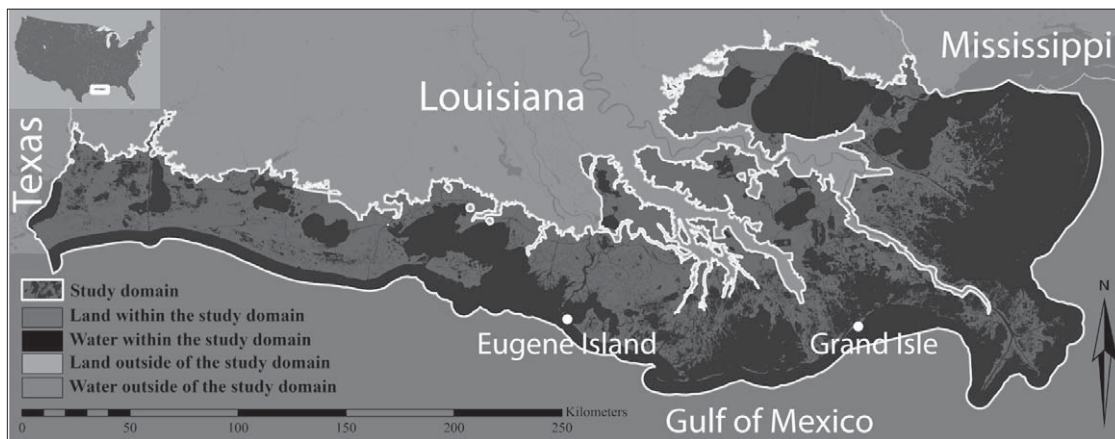 Mississippi
Louisiana
Texas
Study domain
Land within the study domain
Water within the study domain
Land outside of the study domain
Water outside of the study domain
Eugene Island
Grand Isle
N
Kilometers
0 50 100 150 200 250
Gulf of Mexico